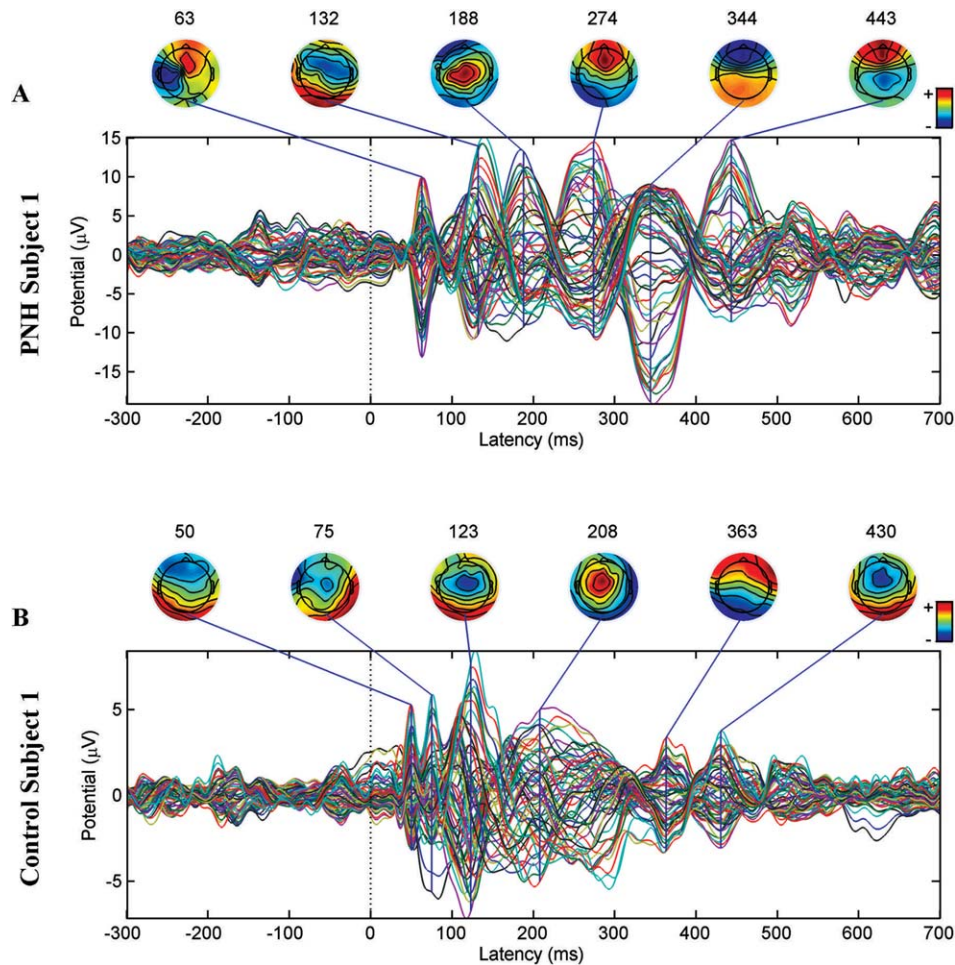 63 132 188 274 344 443
A
+
-
15
10
5
0
-5
-10
-15
Potential (μV)
PNH Subject 1
-300 -200 -100 0 100 200 300 400 500 600 700
Latency (ms)
50 75 123 208 363 430
B
+
-
5
0
-5
Potential (μV)
Control Subject 1
-300 -200 -100 0 100 200 300 400 500 600 700
Latency (ms)